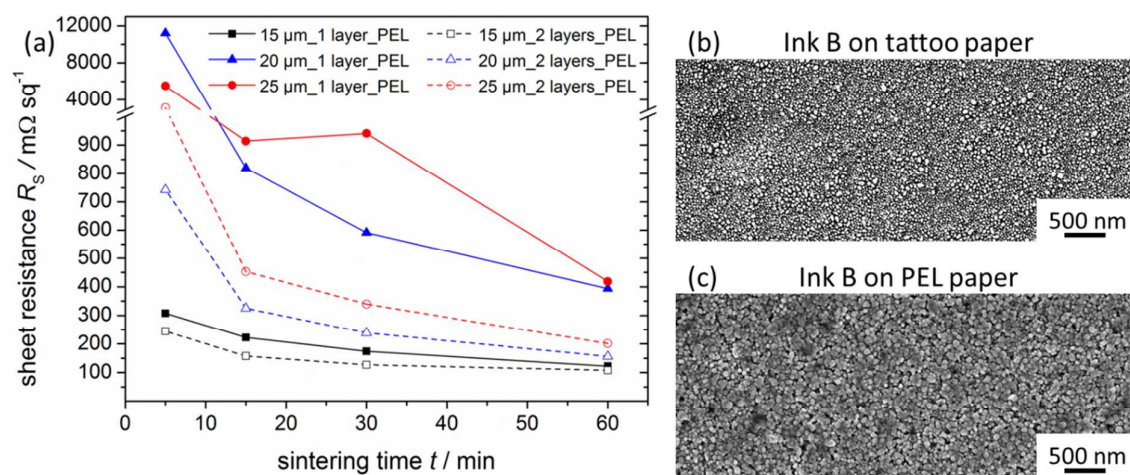 (a)
15 µm_1 layer_PEL
20 µm_1 layer_PEL
25 µm_1 layer_PEL
15 µm_2 layers_PEL
20 µm_2 layers_PEL
25 µm_2 layers_PEL
12000
8000
4000
900
800
700
600
500
400
300
200
100
sheet resistance R_S / mΩ sq⁻¹
0 10 20 30 40 50 60
sintering time t / min
(b) Ink B on tattoo paper
500 nm
(c) Ink B on PEL paper
500 nm